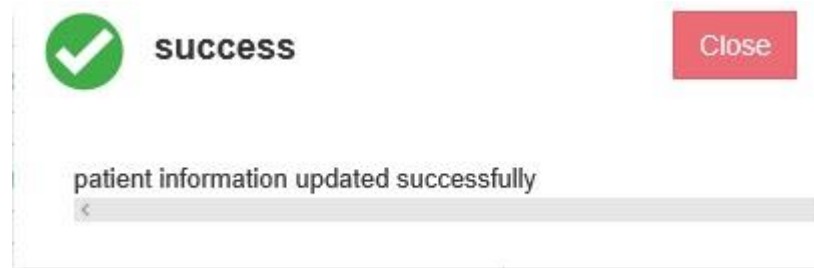 success
Close
patient information updated successfully